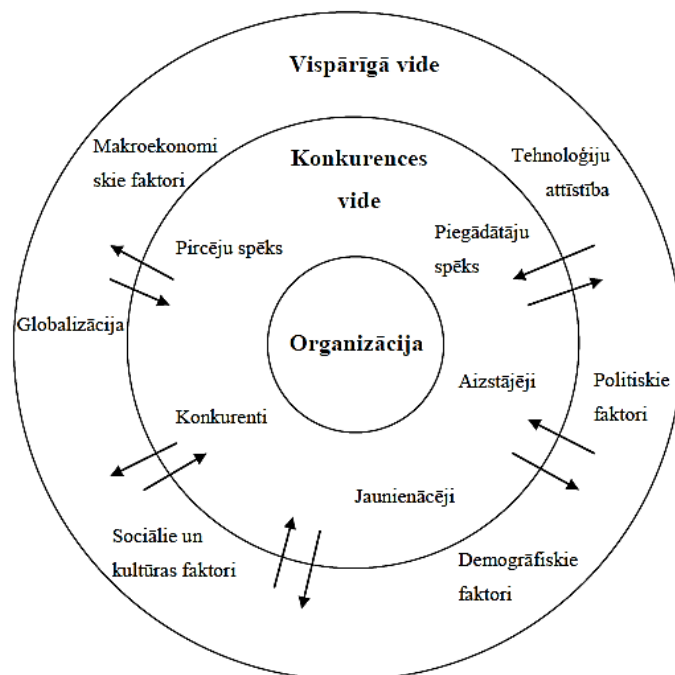 Vispārīgā vide
Makroekonomi
skie faktori
Konkurences
vide
Tehnoloģiju
attīstība
Pircēju spēks
Piegādātāju
spēks
Globalizācija
Organizācija
Aizstājēji
Politiskie
faktori
Konkurenti
Jaunienācēji
Sociālie un
kultūras faktori
Demogrāfiskie
faktori